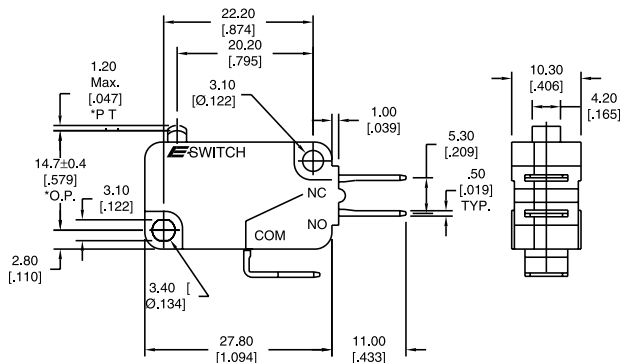 22.20
[.874]
20.20
[.795]
1.20
Max.
[.047]
*P T
3.10
[Ø.122]
1.00
[.039]
10.30
[.406]
4.20
[.165]
5.30
[.209]
14.7±0.4
[.579]
*O.P.
E-SWITCH
3.10
[.122]
NC
.50
[.019]
TYP.
NO
COM
2.80
[.110]
3.40 [
Ø.134]
27.80
[1.094]
11.00
[.433]